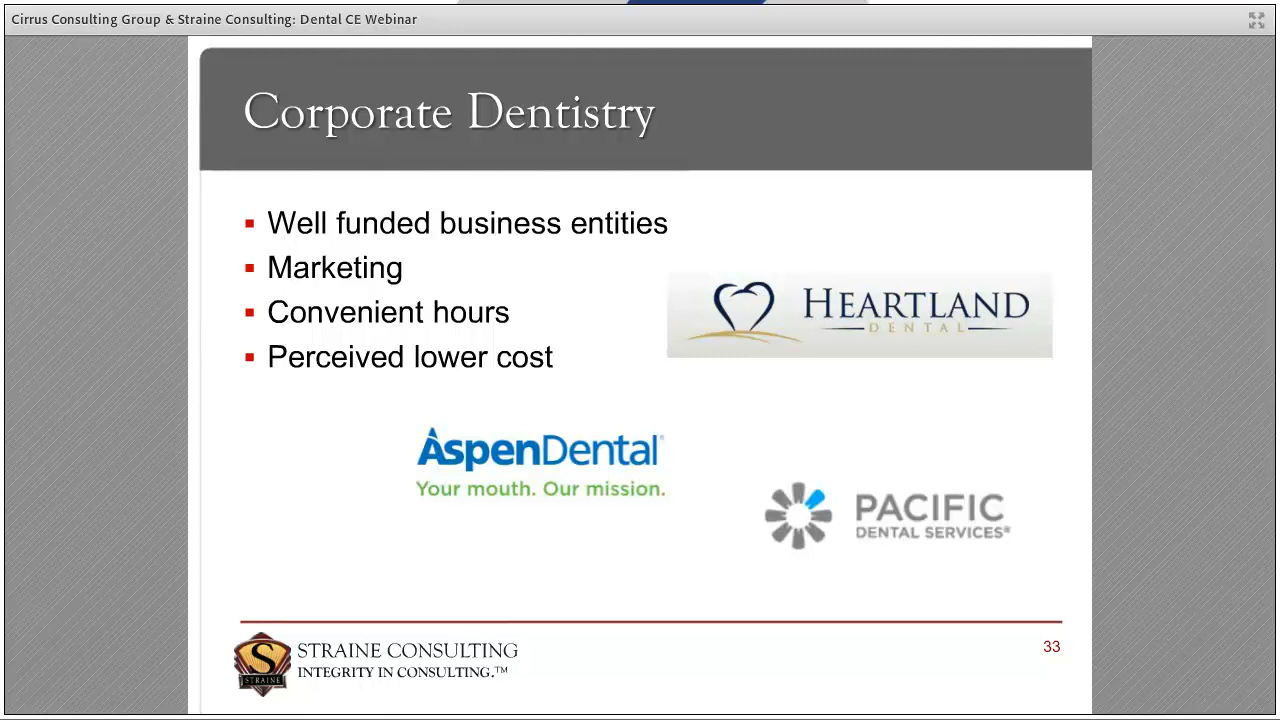 Cirrus Consulting Group & Straine Consulting: Dental CE Webinar
Corporate Dentistry
Well funded business entities
Marketing
Convenient hours
Perceived lower cost
HEARTLAND
DENTAL
AspenDental®
Your mouth. Our mission.
PACIFIC
DENTAL SERVICES®
S
STRAINE
STRAINE CONSULTING
INTEGRITY IN CONSULTING.™
33